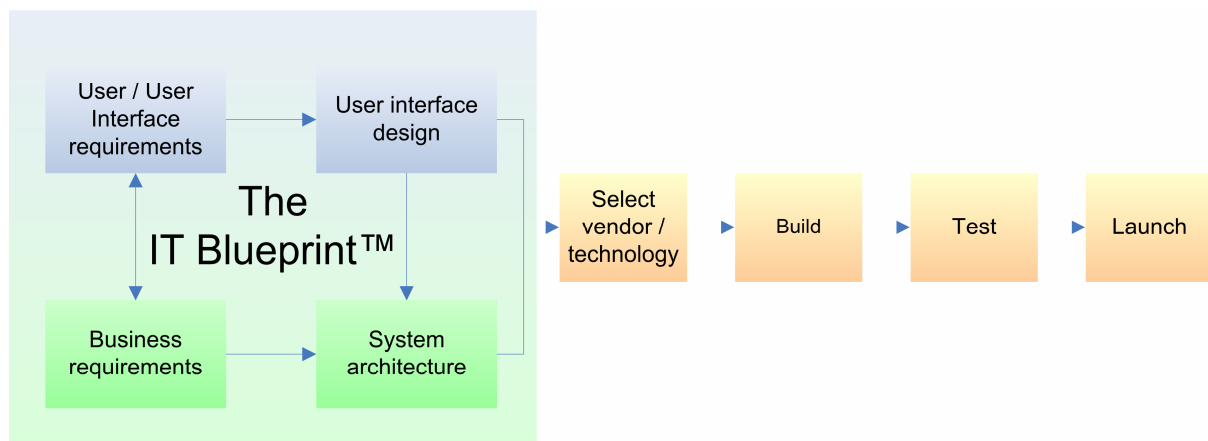 User / User
Interface
requirements
User interface
design
The
IT Blueprint™
Business
requirements
System
architecture
Select
vendor /
technology
Build
Test
Launch